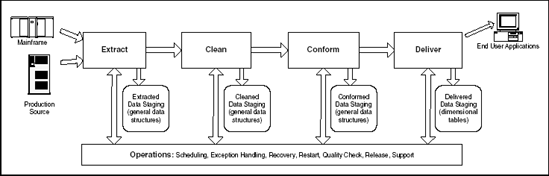 Mainframe
Production
Source
Extract
Clean
Conform
Deliver
End User Applications
Extracted
Data Staging
(general data
structures)
Cleaned
Data Staging
(general data
structures)
Conformed
Data Staging
(general data
structures)
Delivered
Data Staging
(dimensional
tables)
Operations: Scheduling, Exception Handling, Recovery, Restart, Quality Check, Release, Support